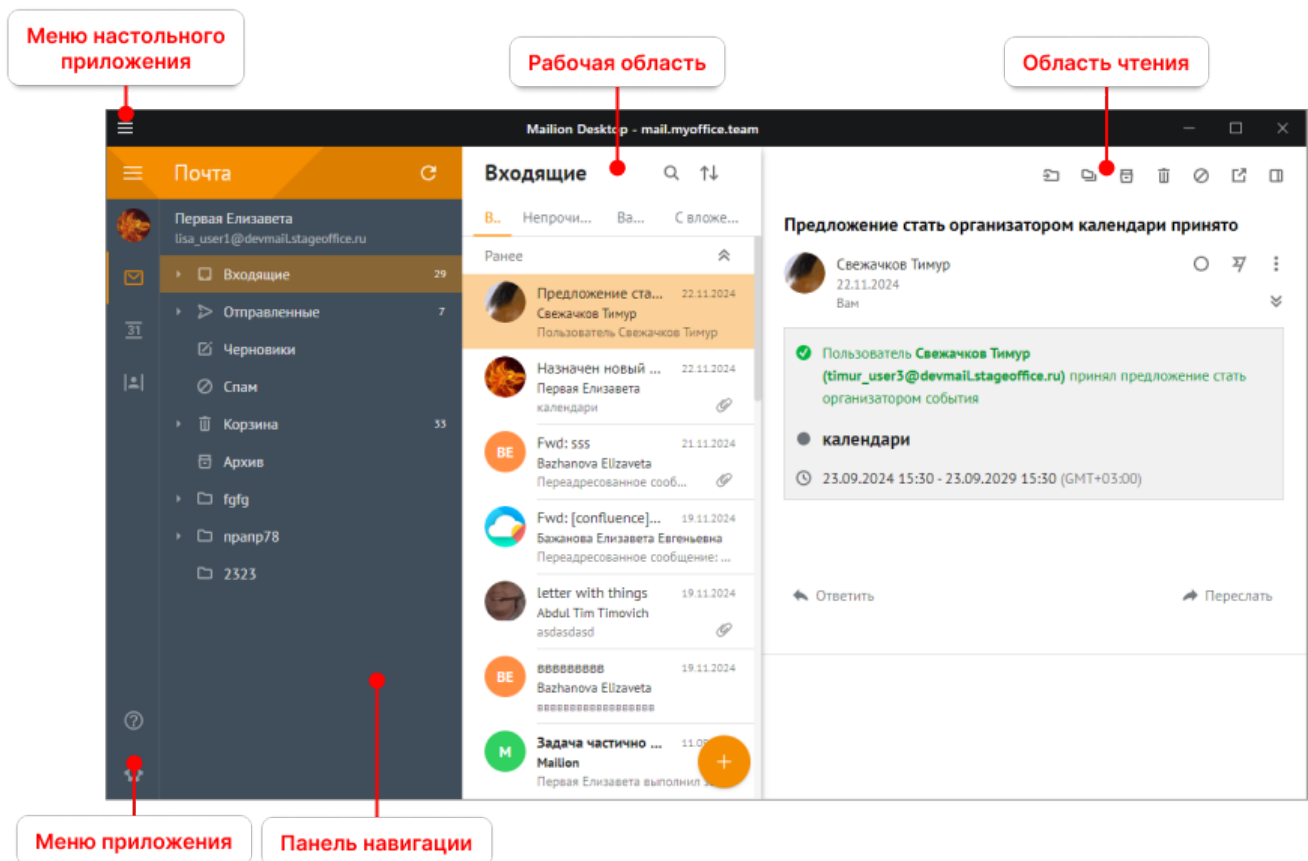 Меню настольного
приложения
Рабочая область
Область чтения
Mailion Desktop - mail.myoffice.team
Почта
Первая Елизавета
lisa_user1@devmail.stageoffice.ru
31
Входящие 29
Отправленные 7
Черновики
Спам
Корзина 33
Архив
fgfg
прапр78
2323
Входящие
В.. Непрочи... Ва... С вложе...
Ранее
Предложение ста... 22.11.2024
Свежачков Тимур
Пользователь Свежачков Тимур
Назначен новый ... 22.11.2024
Первая Елизавета
календари
BE
Fwd: sss 21.11.2024
Bazhanova Elizaveta
Переадресованное сооб...
Fwd: [confluence]... 19.11.2024
Бажанова Елизавета Евгеньевна
Переадресованное сообщение: ...
letter with things 19.11.2024
Abdul Tim Timovich
asdasdasd
BE
ввввввввв 19.11.2024
Bazhanova Elizaveta
вввввввввввввввввв
M
Задача частично ...
Mailion
Первая Елизавета выполнил
Предложение стать организатором календари принято
Свежачков Тимур
22.11.2024
Вам
Пользователь Свежачков Тимур
(timur_user3@devmail.stageoffice.ru) принял предложение стать
организатором события
календари
23.09.2024 15:30 - 23.09.2029 15:30 (GMT+03:00)
Ответить Переслать
Меню приложения
Панель навигации